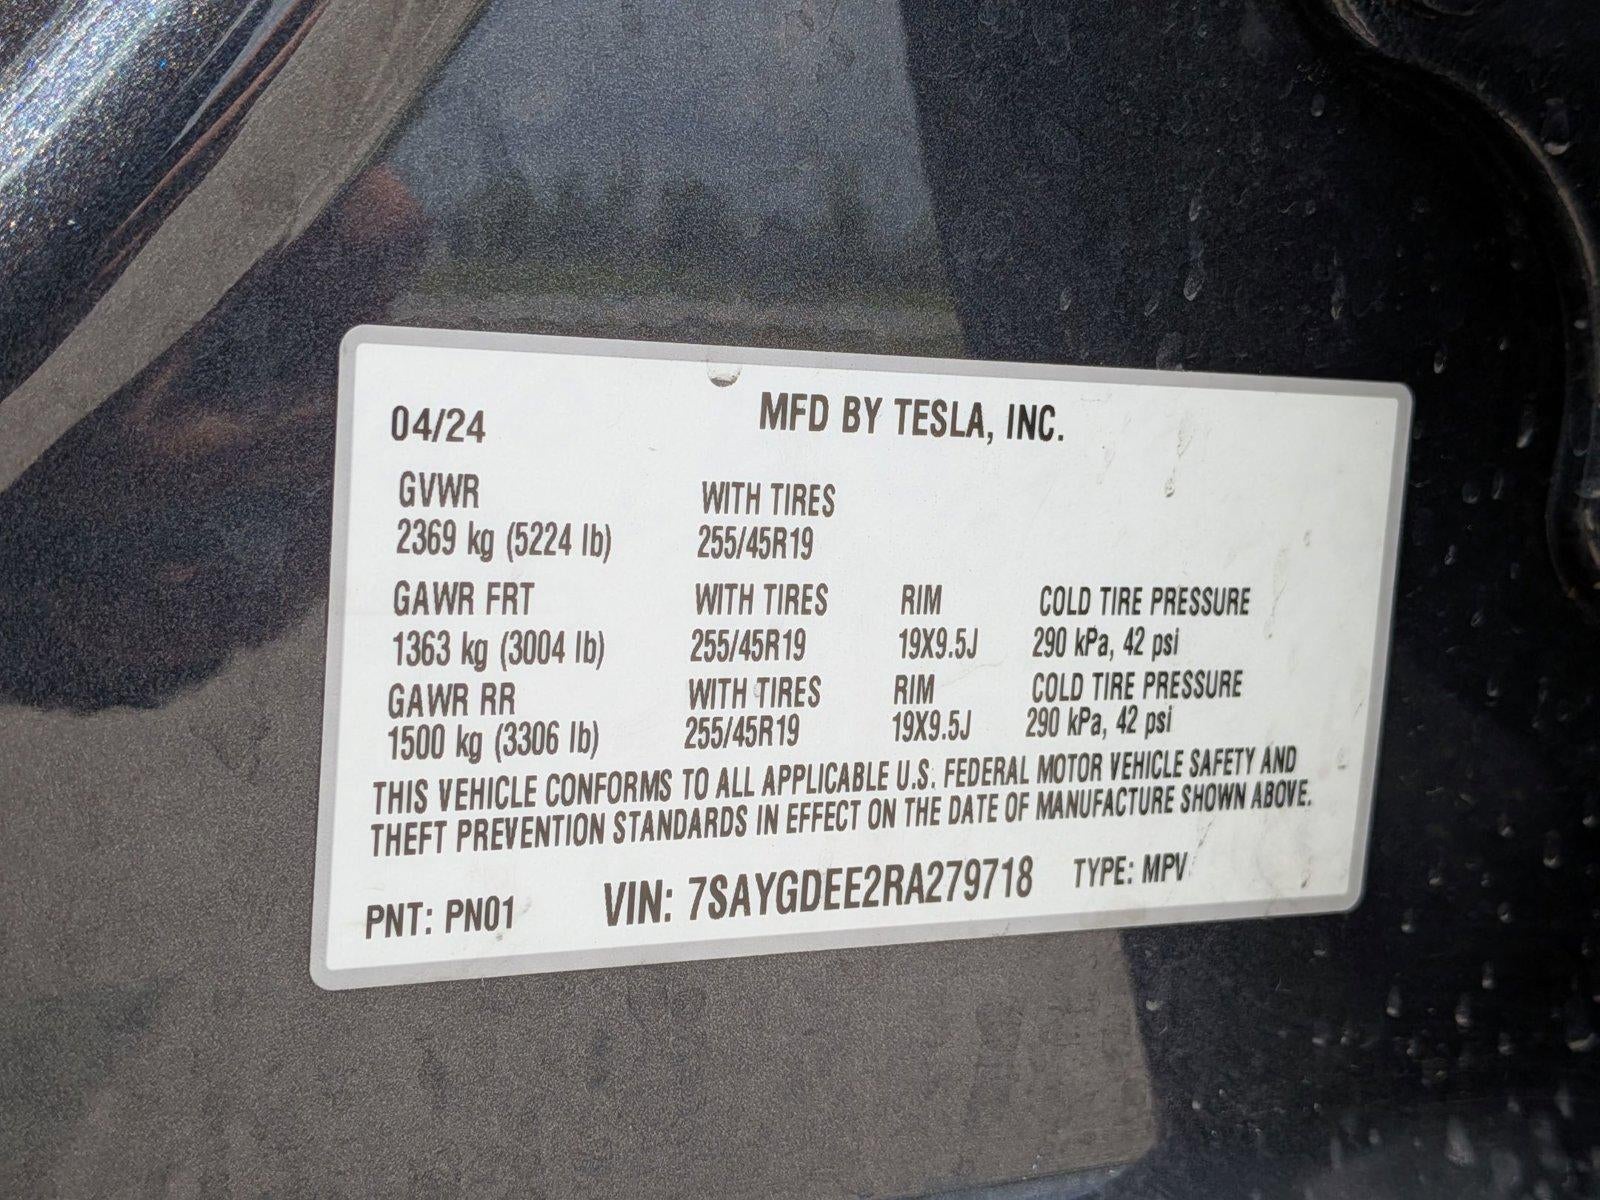 04/24 MFD BY TESLA, INC.
GVWR WITH TIRES
2369 kg (5224 lb) 255/45R19
GAWR FRT WITH TIRES RIM COLD TIRE PRESSURE
1363 kg (3004 lb) 255/45R19 19X9.5J 290 kPa, 42 psi
GAWR RR WITH TIRES RIM COLD TIRE PRESSURE
1500 kg (3306 lb) 255/45R19 19X9.5J 290 kPa, 42 psi
THIS VEHICLE CONFORMS TO ALL APPLICABLE U.S. FEDERAL MOTOR VEHICLE SAFETY AND
THEFT PREVENTION STANDARDS IN EFFECT ON THE DATE OF MANUFACTURE SHOWN ABOVE.
PNT: PN01 VIN: 7SAYGDEE2RA279718 TYPE: MPV